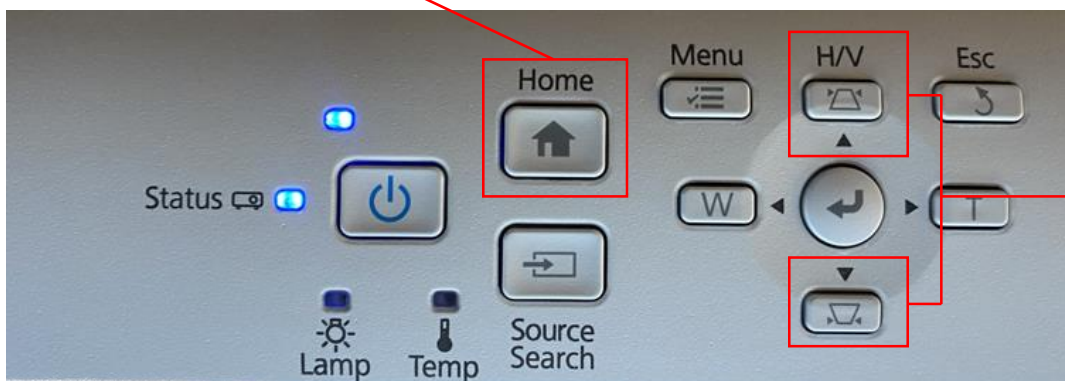 Home
Menu
H/V
Esc
Status
W
T
Lamp
Temp
Source
Search